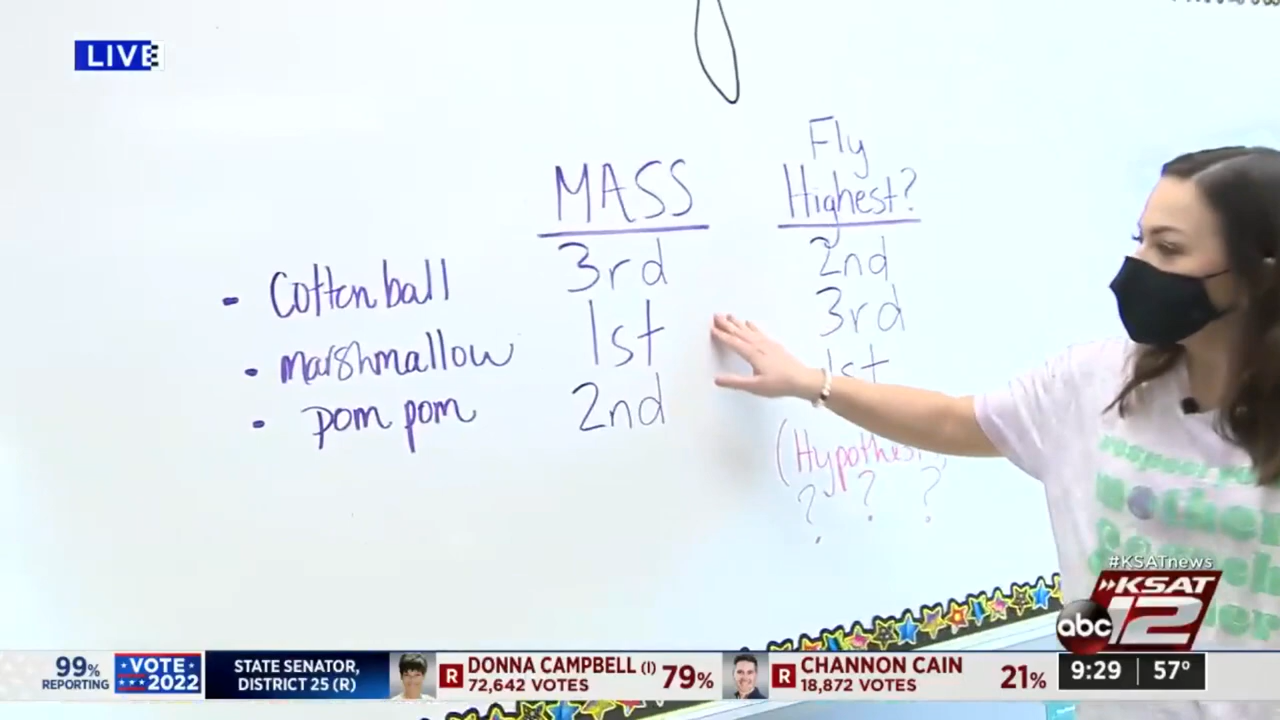 LIVE
Fly
MASS Highest?
- Cotton ball 3rd 2nd
- marshmallow 1st 3rd
- pom pom 2nd 1st
(Hypothesis
? ? ?
#KSATnews
KSAT
abc 12
99% REPORTING
VOTE 2022
STATE SENATOR, DISTRICT 25 (R)
R DONNA CAMPBELL (I) 79%
72,642 VOTES
R CHANNON CAIN 21%
18,872 VOTES
9:29 57°